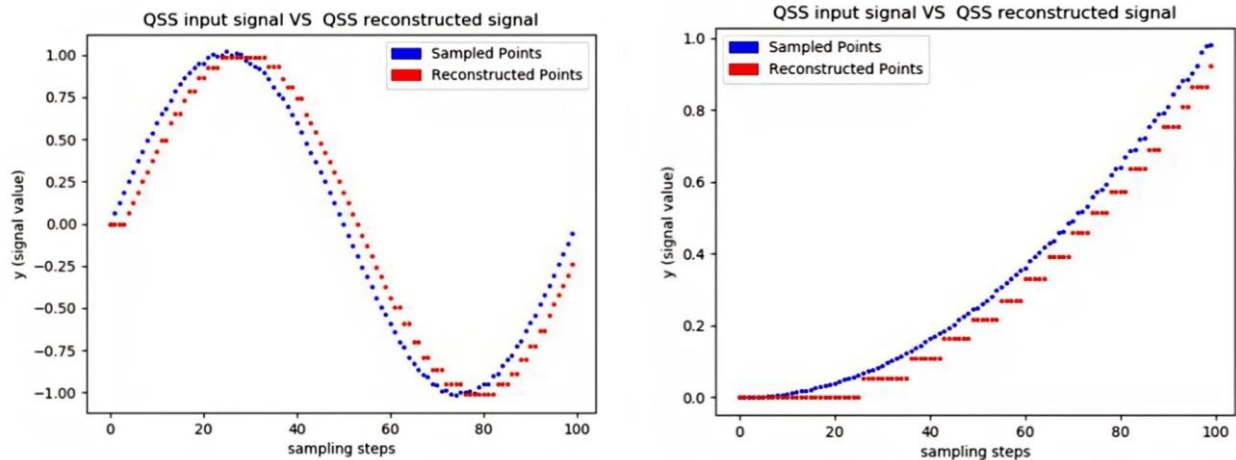 QSS input signal VS  QSS reconstructed signal
Sampled Points
Reconstructed Points
y (signal value)
1.00
0.75
0.50
0.25
0.00
−0.25
−0.50
−0.75
−1.00
0 20 40 60 80 100
sampling steps
QSS input signal VS  QSS reconstructed signal
Sampled Points
Reconstructed Points
y (signal value)
1.0
0.8
0.6
0.4
0.2
0.0
0 20 40 60 80 100
sampling steps